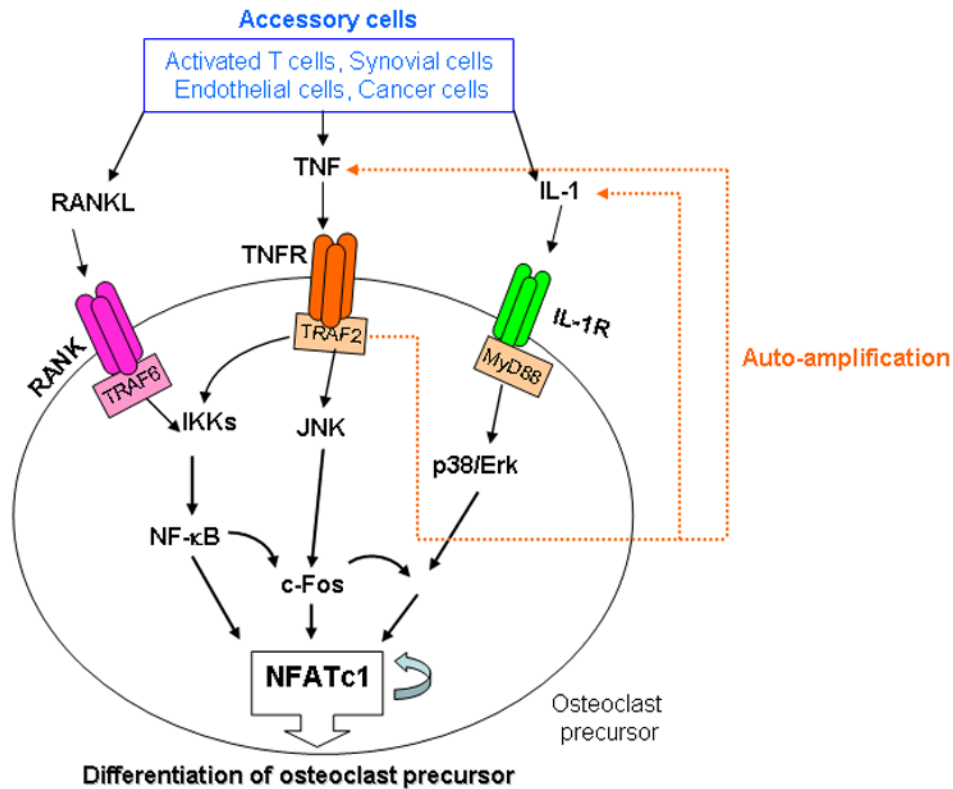 Accessory cells
Activated T cells, Synovial cells
Endothelial cells, Cancer cells
TNF
RANKL
IL-1
TNFR
IL-1R
RANK
TRAF2
MyD88
TRAF6
Auto-amplification
IKKs
JNK
p38/Erk
NF-κB
c-Fos
NFATc1
Osteoclast
precursor
Differentiation of osteoclast precursor